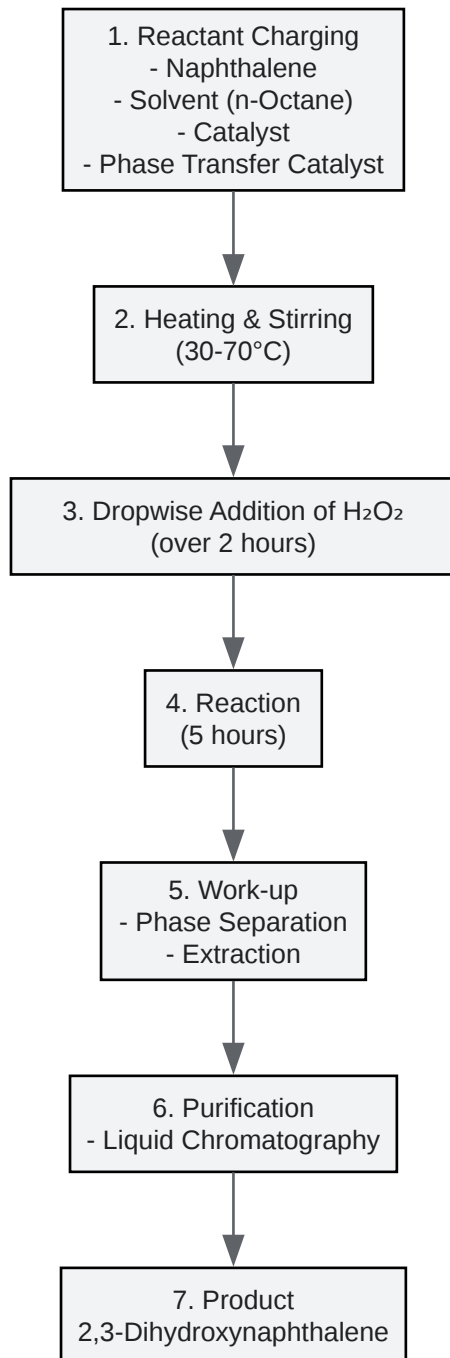 1. Reactant Charging
- Naphthalene
- Solvent (n-Octane)
- Catalyst
- Phase Transfer Catalyst
2. Heating & Stirring
(30-70°C)
3. Dropwise Addition of H₂O₂
(over 2 hours)
4. Reaction
(5 hours)
5. Work-up
- Phase Separation
- Extraction
6. Purification
- Liquid Chromatography
7. Product
2,3-Dihydroxynaphthalene